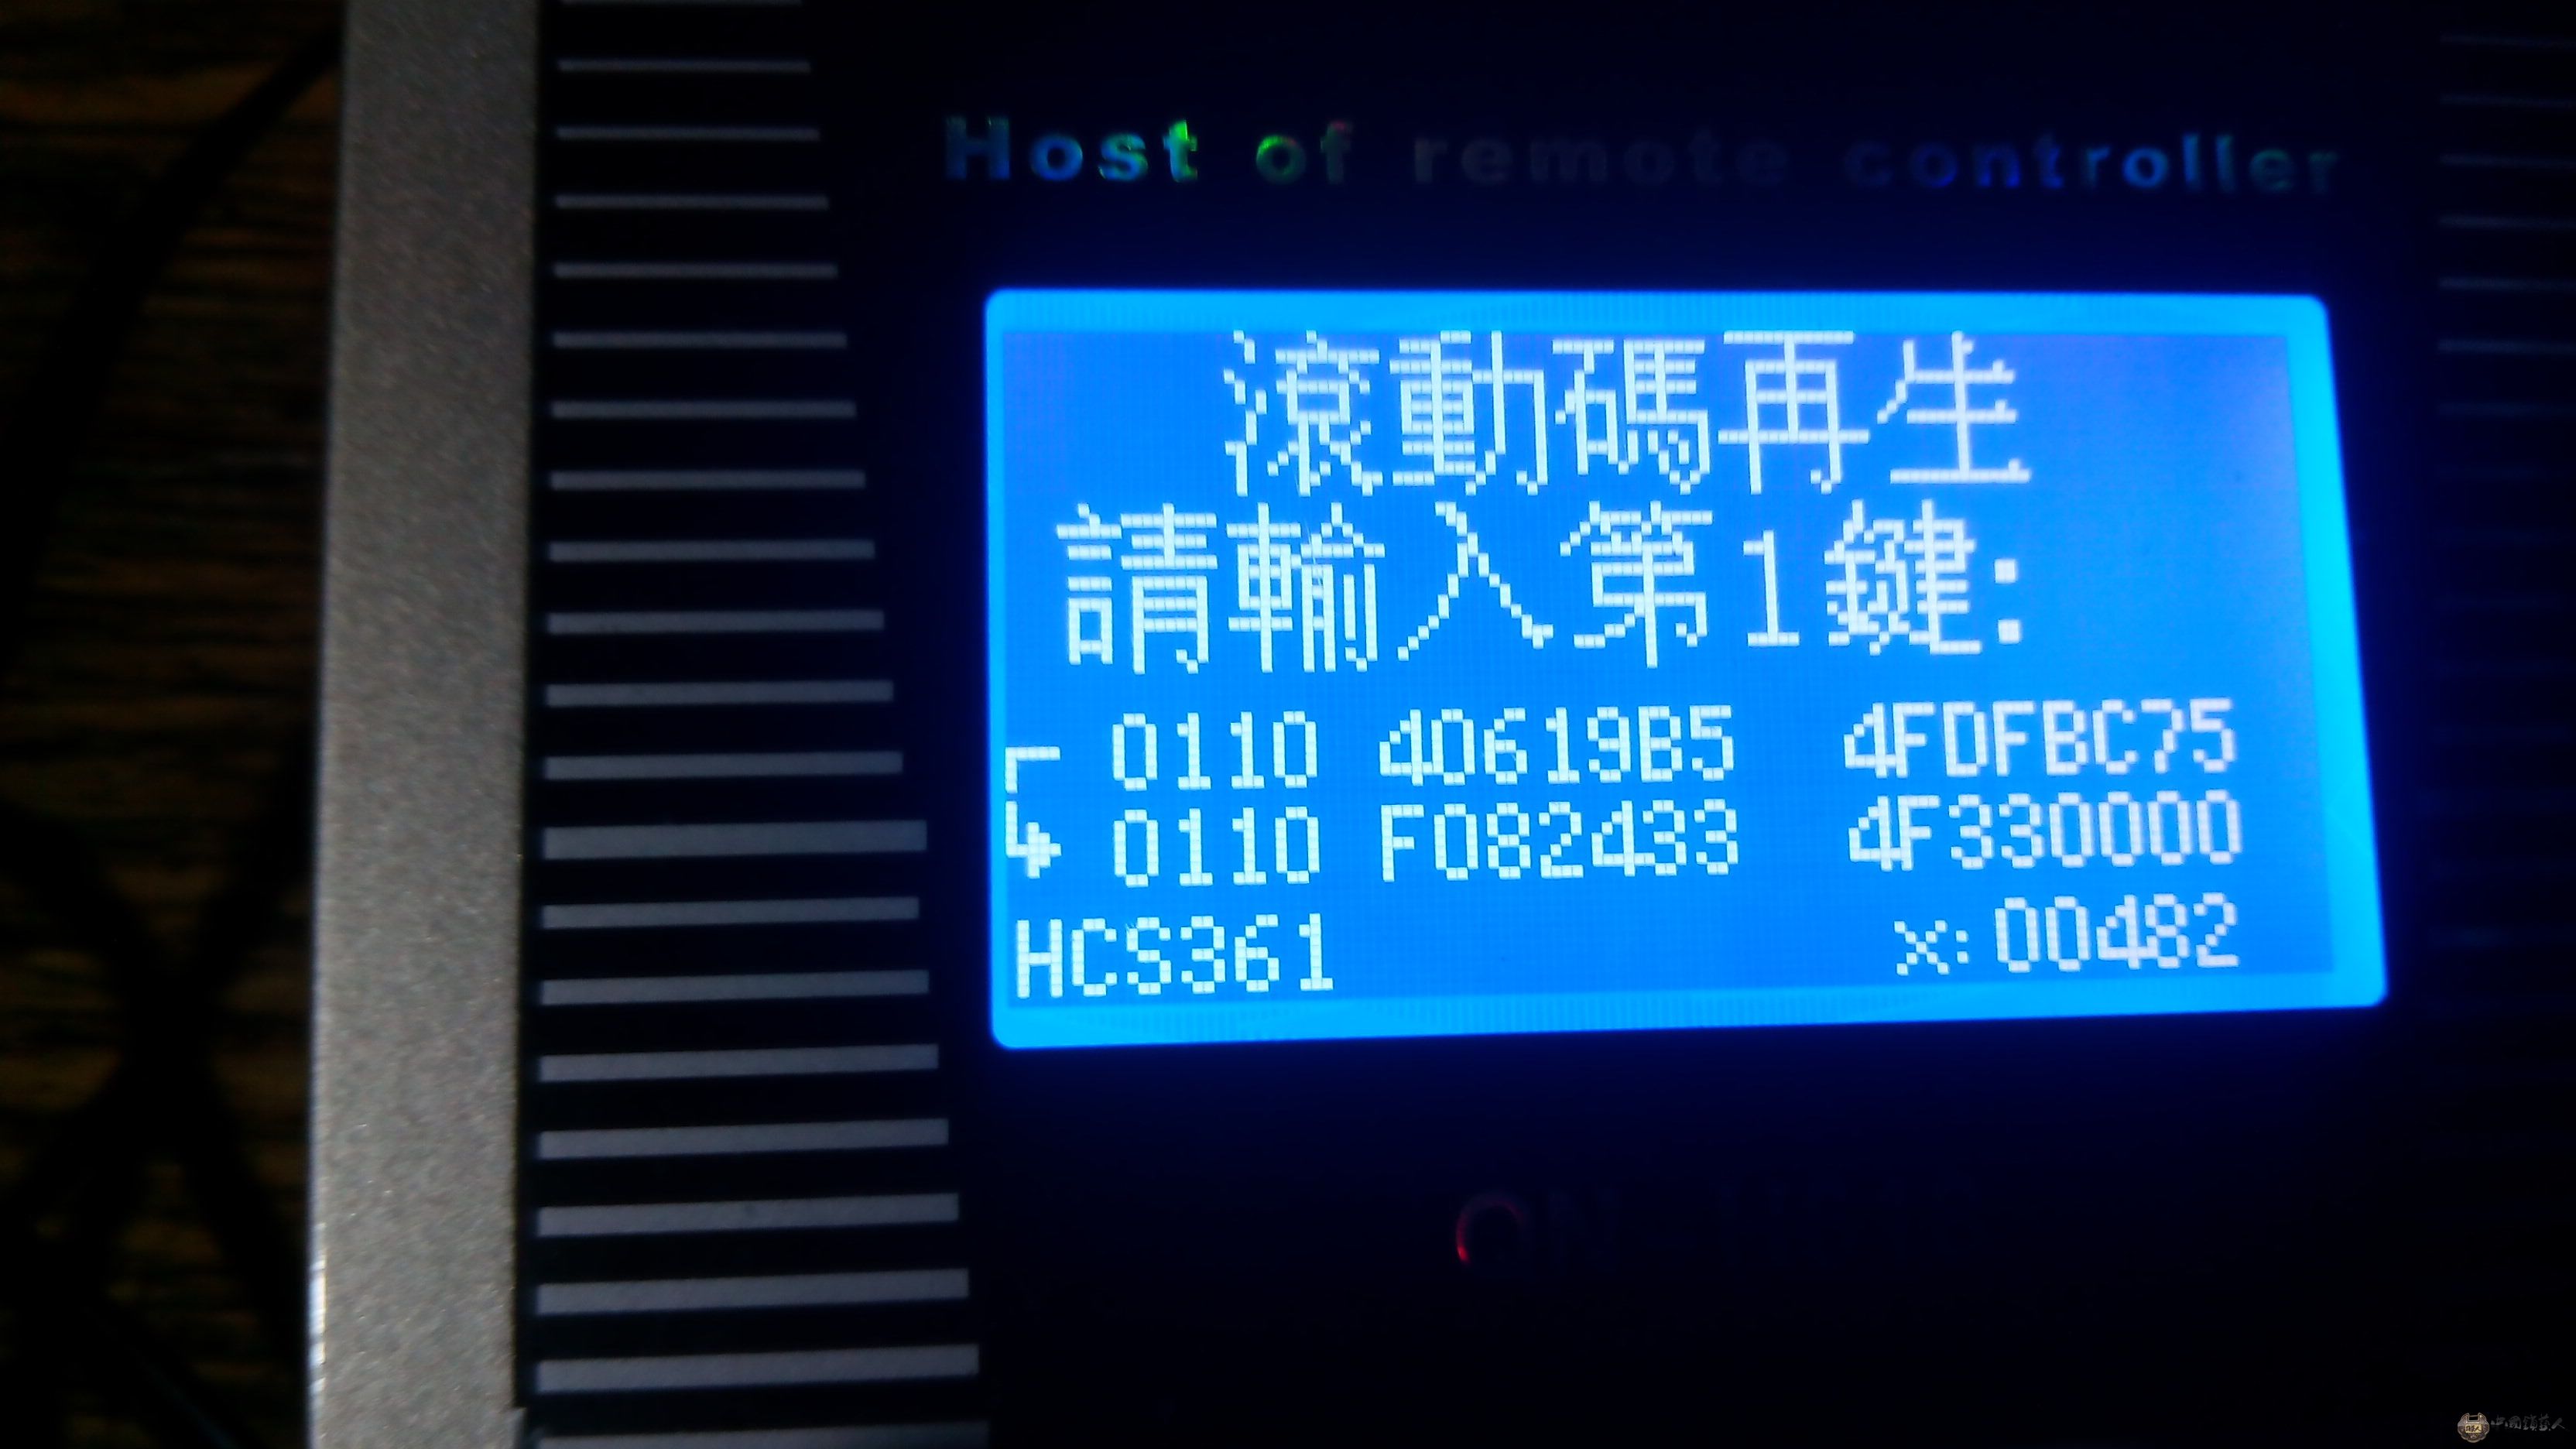 Host of remote controller
滾動碼再生
請輸入第1鍵:
0110 40619B5 4FDFBC75
0110 F082433 4F330000
HCS361 x:00482